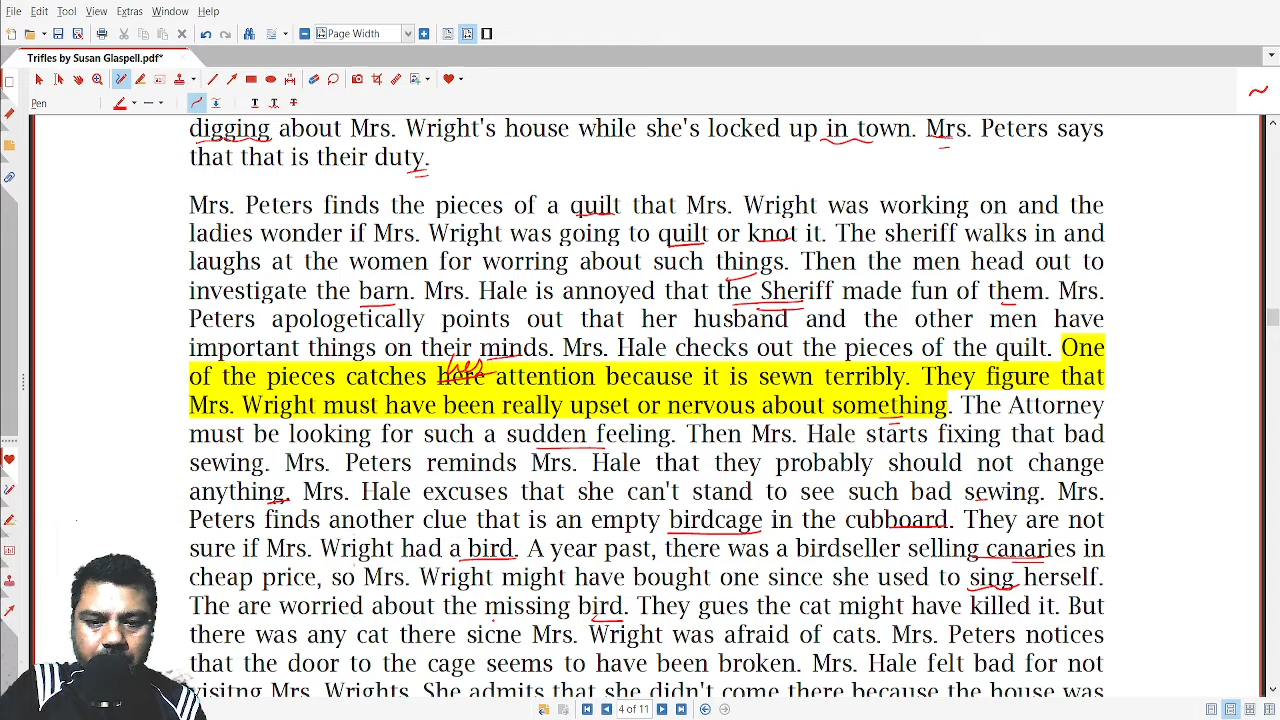 File Edit Tool View Extras Window Help
Page Width
Trifles by Susan Glaspell.pdf*
Pen
digging about Mrs. Wright's house while she's locked up in town. Mrs. Peters says
that that is their duty.
Mrs. Peters finds the pieces of a quilt that Mrs. Wright was working on and the
ladies wonder if Mrs. Wright was going to quilt or knot it. The sheriff walks in and
laughs at the women for worring about such things. Then the men head out to
investigate the barn. Mrs. Hale is annoyed that the Sheriff made fun of them. Mrs.
Peters apologetically points out that her husband and the other men have
important things on their minds. Mrs. Hale checks out the pieces of the quilt. One
her
of the pieces catches here attention because it is sewn terribly. They figure that
Mrs. Wright must have been really upset or nervous about something. The Attorney
must be looking for such a sudden feeling. Then Mrs. Hale starts fixing that bad
sewing. Mrs. Peters reminds Mrs. Hale that they probably should not change
anything. Mrs. Hale excuses that she can't stand to see such bad sewing. Mrs.
Peters finds another clue that is an empty birdcage in the cubboard. They are not
sure if Mrs. Wright had a bird. A year past, there was a birdseller selling canaries in
cheap price, so Mrs. Wright might have bought one since she used to sing herself.
The are worried about the missing bird. They gues the cat might have killed it. But
there was any cat there sicne Mrs. Wright was afraid of cats. Mrs. Peters notices
that the door to the cage seems to have been broken. Mrs. Hale felt bad for not
visitng Mrs. Wrights. She admits that she didn't come there because the house was
4 of 11